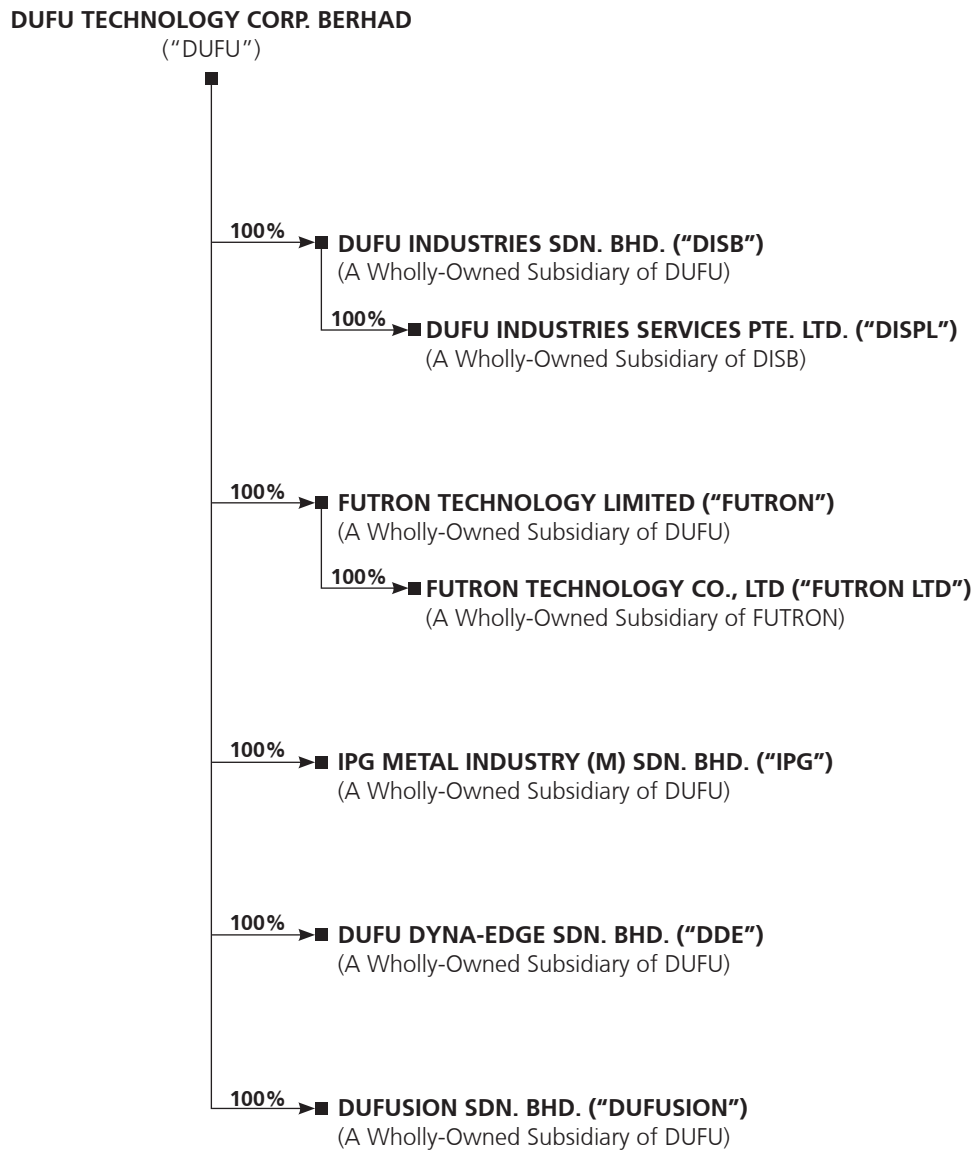 DUFU TECHNOLOGY CORP. BERHAD
("DUFU")
100%
DUFU INDUSTRIES SDN. BHD. ("DISB")
(A Wholly-Owned Subsidiary of DUFU)
100%
DUFU INDUSTRIES SERVICES PTE. LTD. ("DISPL")
(A Wholly-Owned Subsidiary of DISB)
100%
FUTRON TECHNOLOGY LIMITED ("FUTRON")
(A Wholly-Owned Subsidiary of DUFU)
100%
FUTRON TECHNOLOGY CO., LTD ("FUTRON LTD")
(A Wholly-Owned Subsidiary of FUTRON)
100%
IPG METAL INDUSTRY (M) SDN. BHD. ("IPG")
(A Wholly-Owned Subsidiary of DUFU)
100%
DUFU DYNA-EDGE SDN. BHD. ("DDE")
(A Wholly-Owned Subsidiary of DUFU)
100%
DUFUSION SDN. BHD. ("DUFUSION")
(A Wholly-Owned Subsidiary of DUFU)